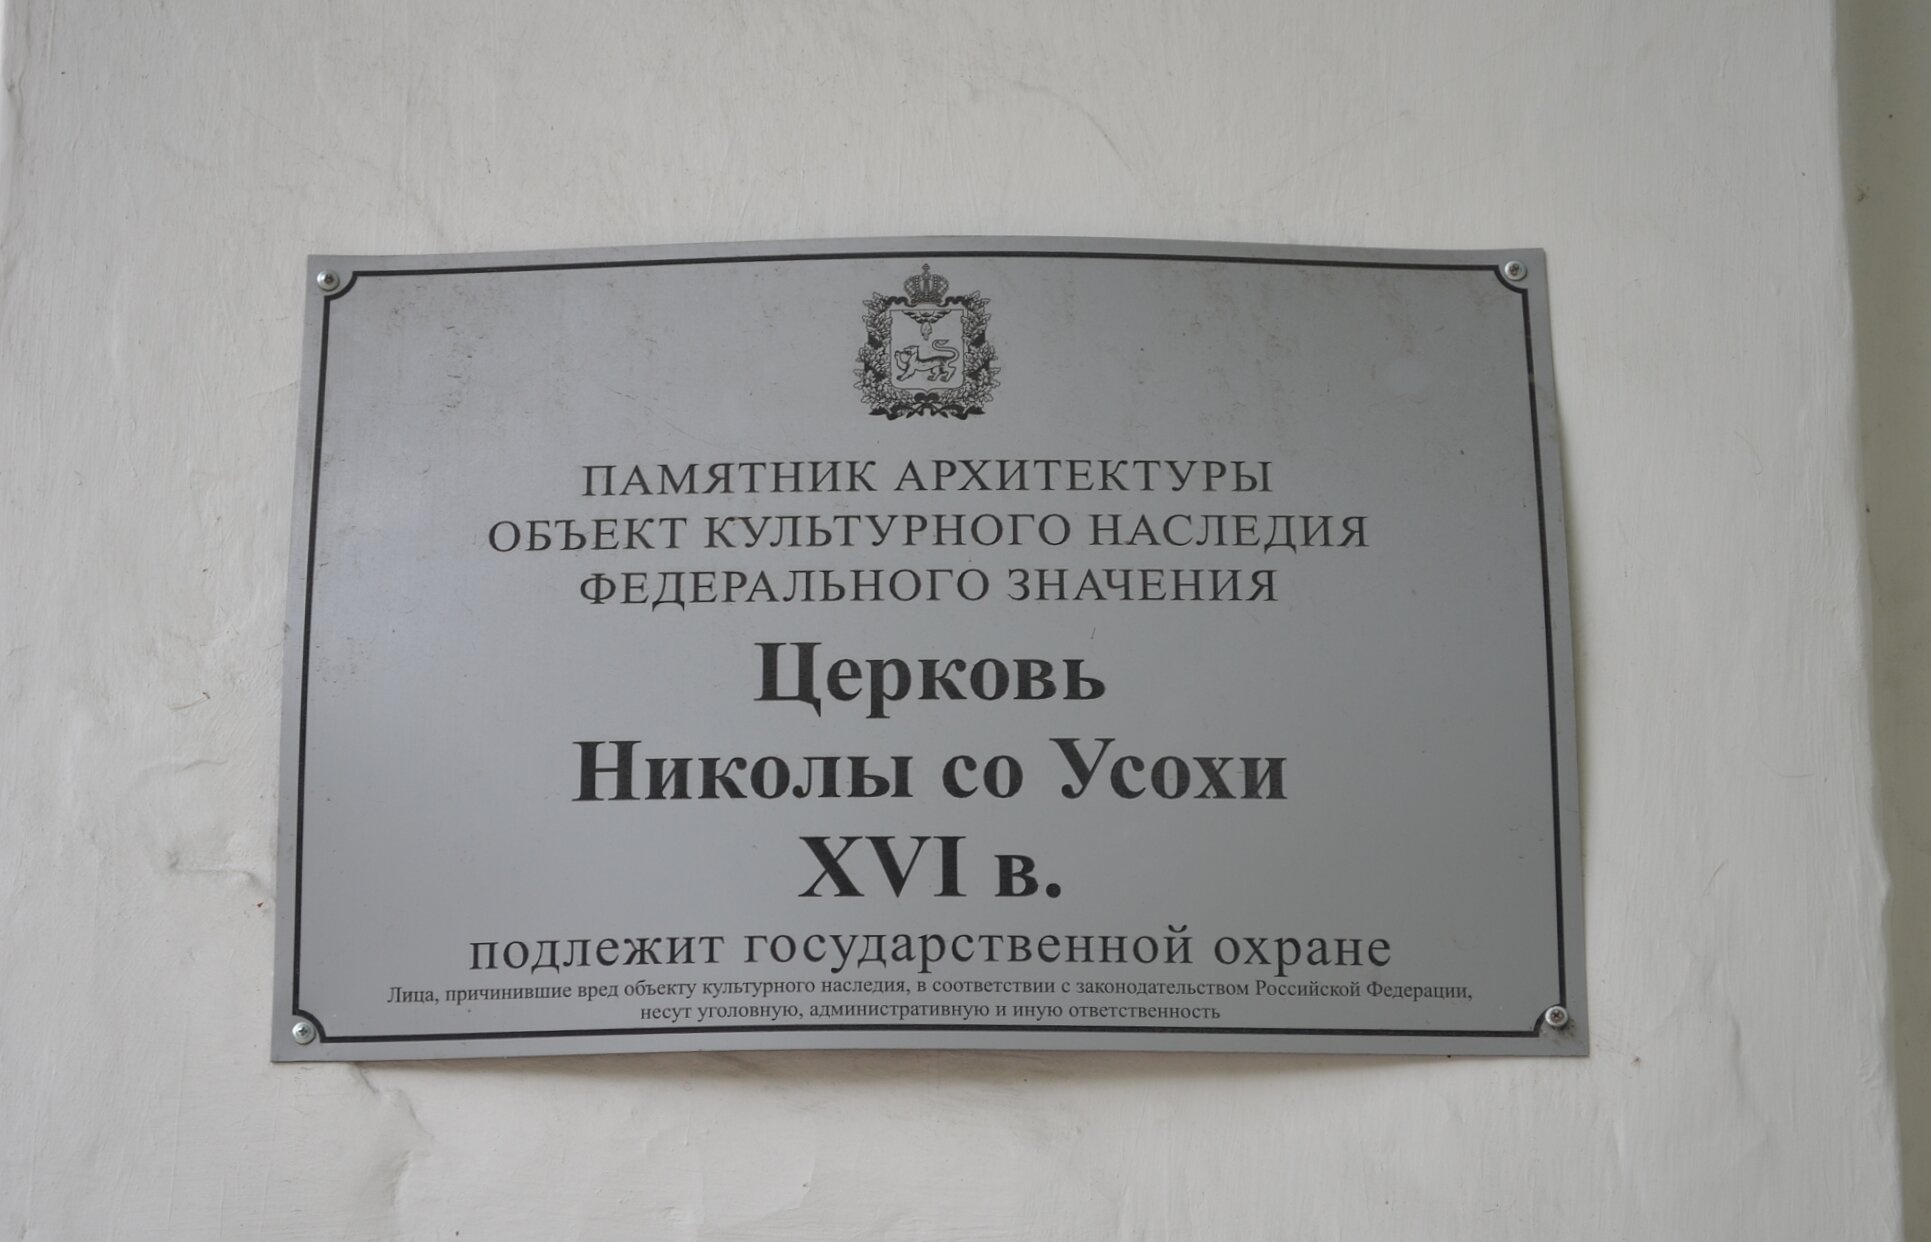 ПАМЯТНИК АРХИТЕКТУРЫ
ОБЪЕКТ КУЛЬТУРНОГО НАСЛЕДИЯ
ФЕДЕРАЛЬНОГО ЗНАЧЕНИЯ
Церковь
Николы со Усохи
XVI в.
подлежит государственной охране
Лица, причинившие вред объекту культурного наследия, в соответствии с законодательством Российской Федерации,
несут уголовную, административную и иную ответственность